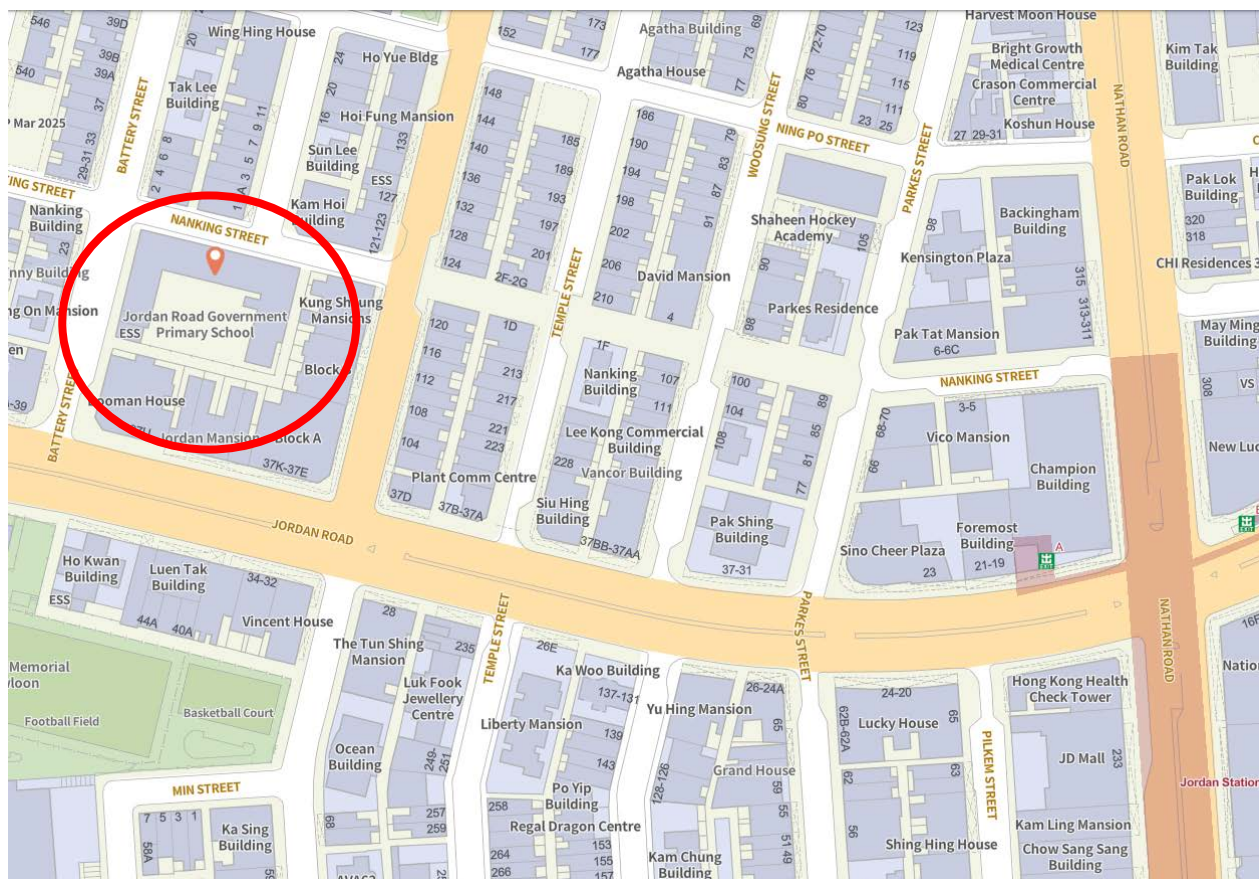 546
540
39B
39A
37
29-31 33
P Mar 2025
BATTERY STREET
20
Wing Hing House
Tak Lee
Building
2 4 6 8
3 5 7 9 11
24
20
16
Ho Yue Bldg
Hoi Fung Mansion
133
Sun Lee
Building
ESS
127
121-123
Kam Hoi
Building
NANKING STREET
KING STREET
Nanking
Building
23
nny Building
ng On Mansion
Jordan Road Government
Primary School
ESS
Kung Sheung
Mansions
Jordan Mansion
Block A
37K-37E
BATTERY STREET
152
173
177
148
144
140
136
132
128
124
185
189
193
197
201
2F-2G
TEMPLE STREET
Agatha Building
Agatha House
69
73
77
186
190
194
198
202
206
210
79
83
87
91
David Mansion
4
WOOSUNG STREET
72-70
76
80
123
119
115
111
23 25
NING PO STREET
PARKES STREET
Shaheen Hockey
Academy
105
90
98
Parkes Residence
Harvest Moon House
Bright Growth
Medical Centre
Crason Commercial
Centre
Koshun House
27 29-31
98
Kensington Plaza
Backingham
Building
315
313-311
Pak Tat Mansion
6-6C
NANKING STREET
NATHAN ROAD
Kim Tak
Building
Pak Lok
Building
320
318
CHI Residences 3
May Ming
Building
308
VS
New Luc
120
116
112
108
104
1D
213
217
221
223
Plant Comm Centre
37D
37B-37A
1F
Nanking
Building
107
111
Lee Kong Commercial
Building
228
Vancor Building
Siu Hing
Building
37BB-37AA
100
104
108
89
85
81
77
Pak Shing
Building
37-31
68-70
66
3-5
Vico Mansion
Champion
Building
Foremost
Building
21-19
Sino Cheer Plaza
23
A
EXIT
EXIT
JORDAN ROAD
Ho Kwan
Building
ESS
Luen Tak
Building
34-32
44A
40A
Vincent House
Memorial
Football Field
Basketball Court
MIN STREET
7 5 3 1
58A
Ka Sing
Building
28
The Tun Shing
Mansion
235
Luk Fook
Jewellery
Centre
Ocean
Building
249-
251
68
257
259
TEMPLE STREET
26E
Ka Woo Building
137-131
Liberty Mansion
139
143
Po Yip
Building
258
Regal Dragon Centre
264
266
153
155
157
26-24A
Yu Hing Mansion
65
Grand House
128-126
59
55
51 49
Kam Chung
Building
PARKES STREET
24-20
62B-62A
Lucky House
65
62
63
56
Shing Hing House
PILKEM STREET
Hong Kong Health
Check Tower
JD Mall
233
Kam Ling Mansion
Chow Sang Sang
Building
NATHAN ROAD
Natio
Jordan Station